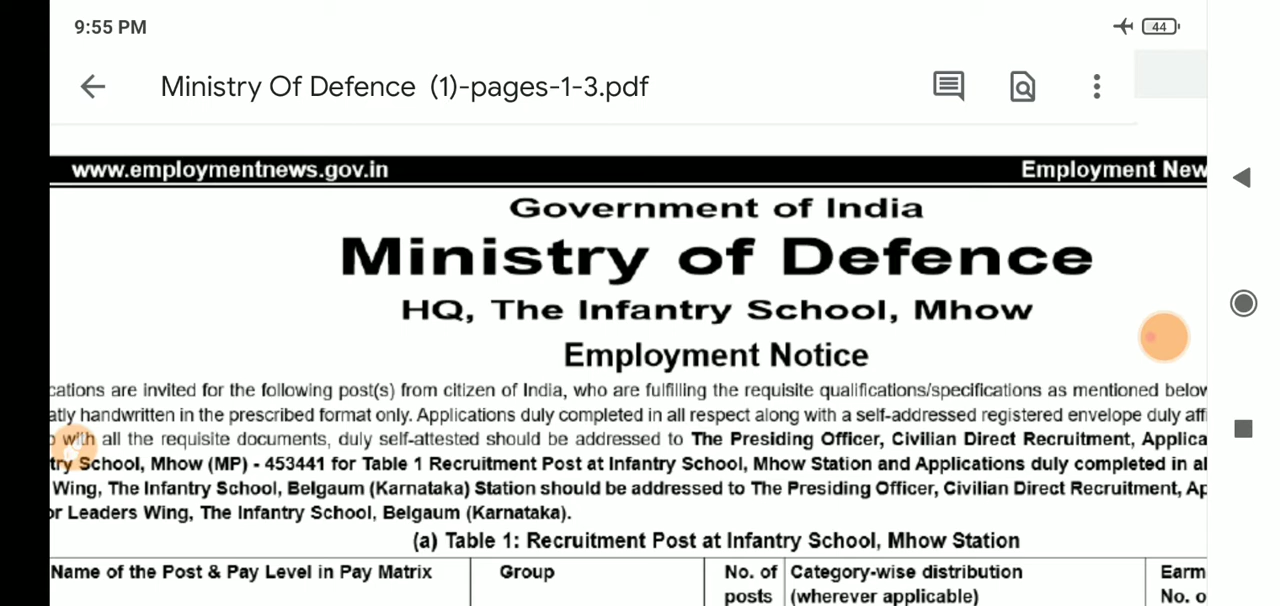 9:55 PM
44
Ministry Of Defence (1)-pages-1-3.pdf
www.employmentnews.gov.in
Employment New
Government of India
Ministry of Defence
HQ, The Infantry School, Mhow
Employment Notice
cations are invited for the following post(s) from citizen of India, who are fulfilling the requisite qualifications/specifications as mentioned below
atly handwritten in the prescribed format only. Applications duly completed in all respect along with a self-addressed registered envelope duly affi
with all the requisite documents, duly self-attested should be addressed to The Presiding Officer, Civilian Direct Recruitment, Applica
try School, Mhow (MP) - 453441 for Table 1 Recruitment Post at Infantry School, Mhow Station and Applications duly completed in al
Wing, The Infantry School, Belgaum (Karnataka) Station should be addressed to The Presiding Officer, Civilian Direct Recruitment, Ap
or Leaders Wing, The Infantry School, Belgaum (Karnataka).
(a) Table 1: Recruitment Post at Infantry School, Mhow Station
Name of the Post & Pay Level in Pay Matrix
Group
No. of
posts
Category-wise distribution
(wherever applicable)
Earm
No. o